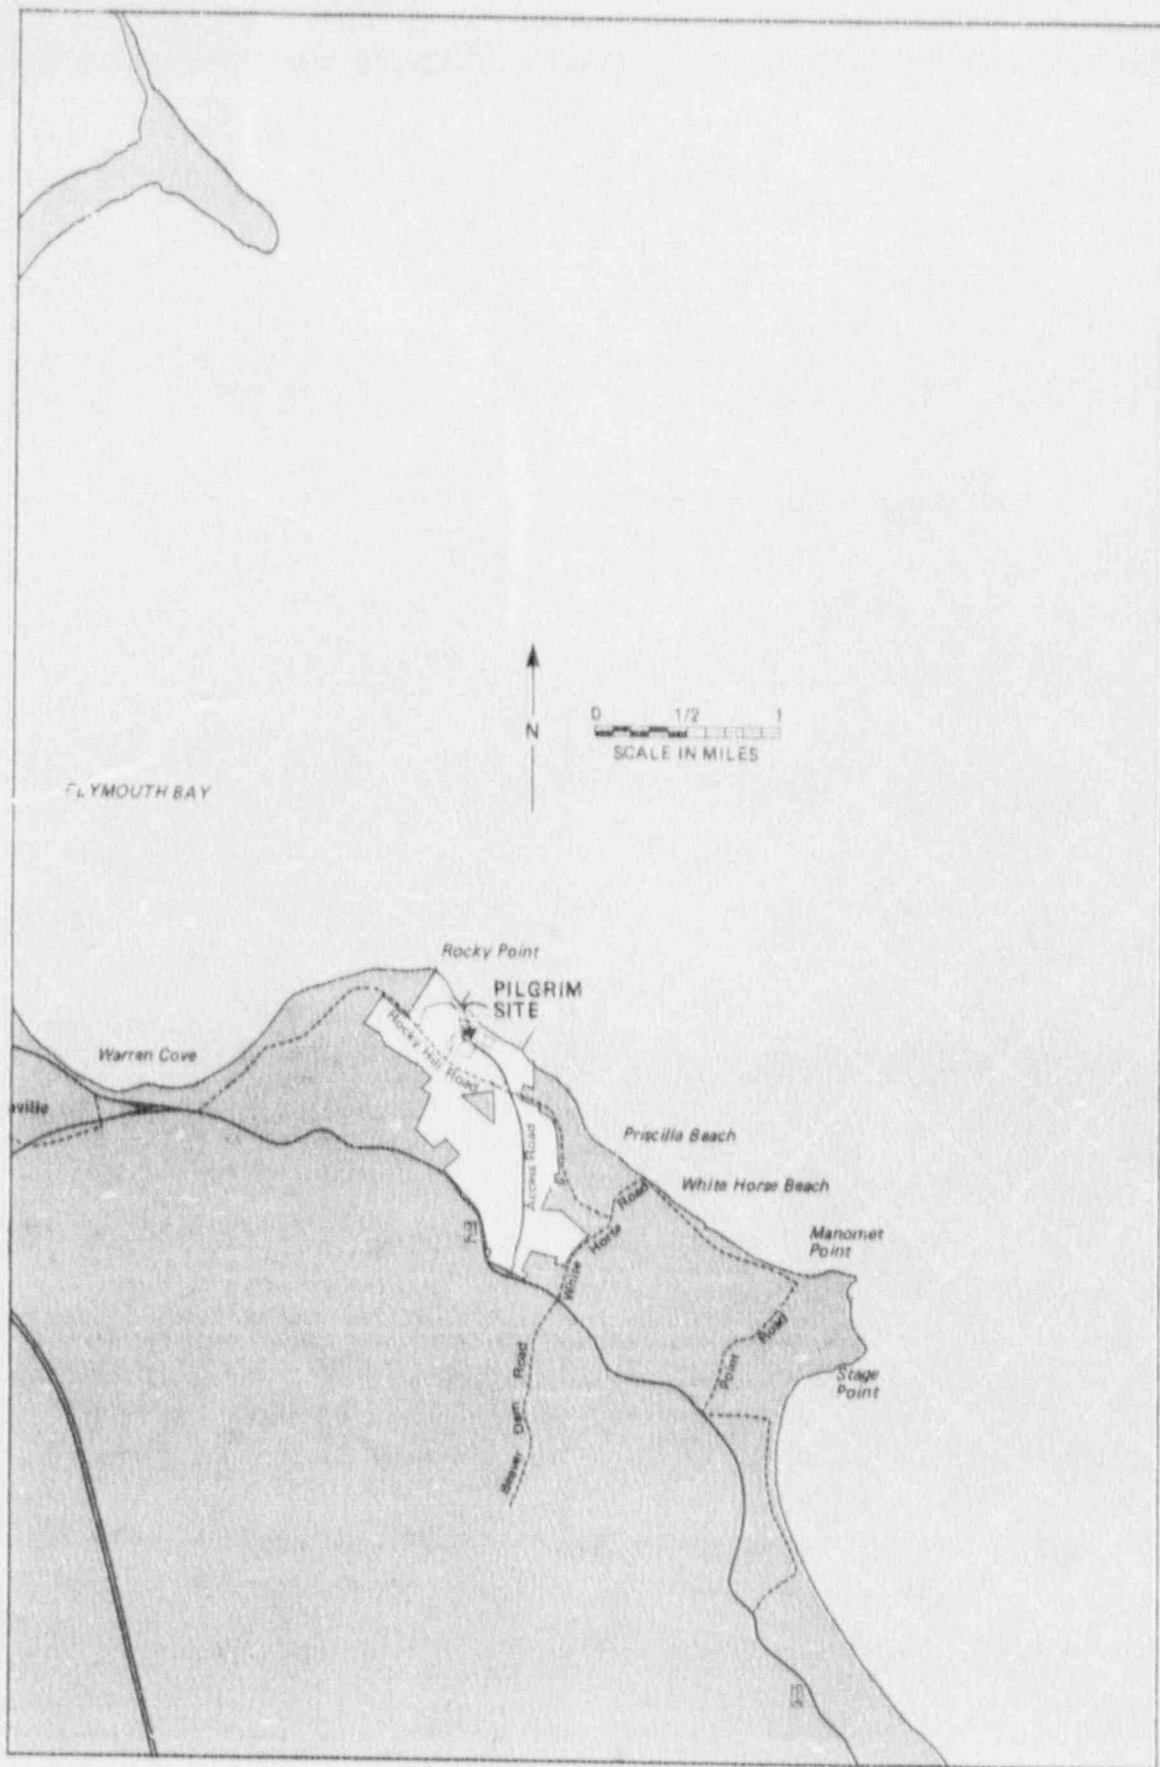 0 1/2 1
N
SCALE IN MILES
PLYMOUTH BAY
Rocky Point
PILGRIM
SITE
Rocky Hill Road
Warren Cove
ville
Access Road
Priscilla Beach
White Horse Beach
White Horse Road
Manomet
Point
Point Road
Stage
Point
Beaver Dam Road